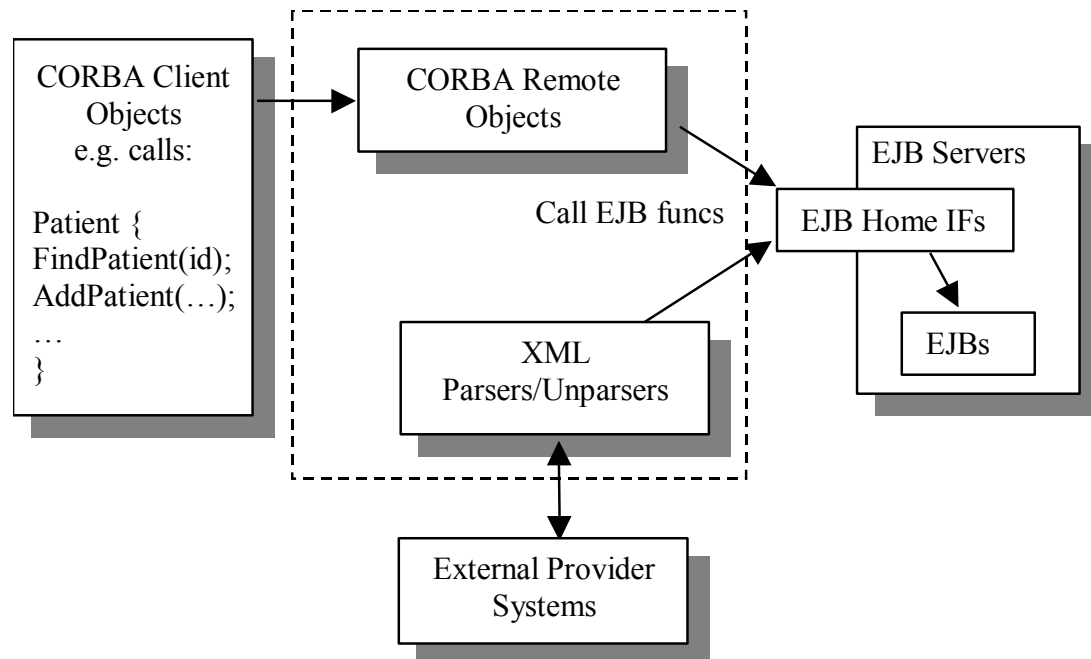 CORBA Client
Objects
e.g. calls:
Patient {
FindPatient(id);
AddPatient(…);
…
}
CORBA Remote
Objects
Call EJB funcs
XML
Parsers/Unparsers
External Provider
Systems
EJB Servers
EJB Home IFs
EJBs